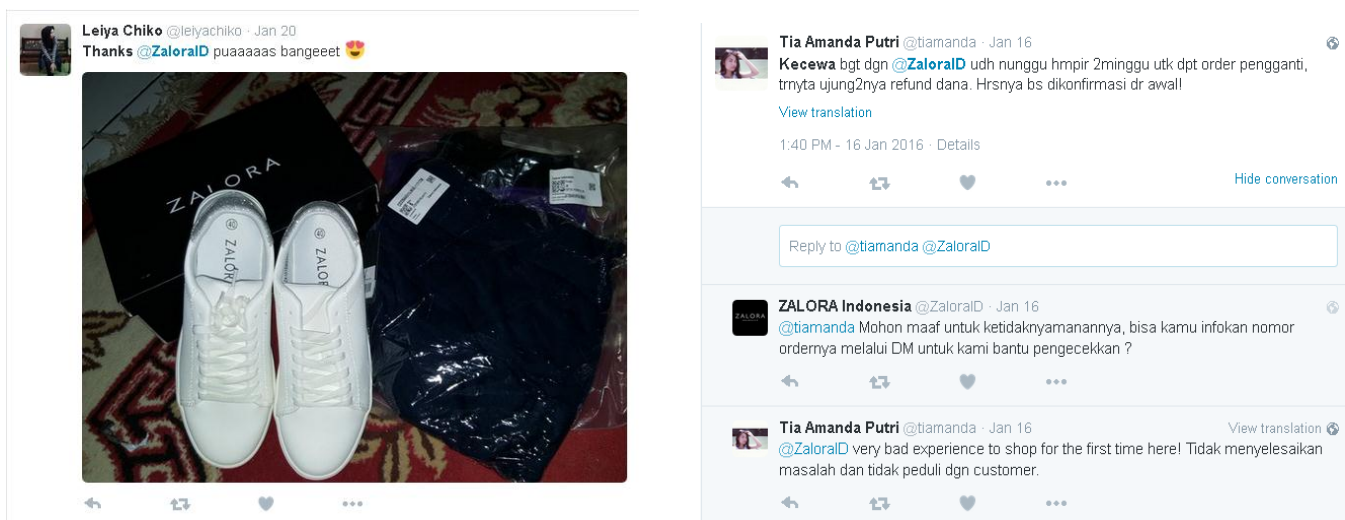 Leiya Chiko @leiyachiko · Jan 20
Thanks @ZaloraID puaaaaas bangeeet 😍
ZALORA
ZALORA
ZALOR
Tia Amanda Putri @tiamanda · Jan 16
Kecewa bgt dgn @ZaloraID udh nunggu hmpir 2minggu utk dpt order pengganti,
trnyta ujung2nya refund dana. Hrsnya bs dikonfirmasi dr awal!
View translation
1:40 PM - 16 Jan 2016 · Details
Hide conversation
Reply to @tiamanda @ZaloraID
ZALORA
ZALORA Indonesia @ZaloraID · Jan 16
@tiamanda Mohon maaf untuk ketidaknyamanannya, bisa kamu infokan nomor
ordernya melalui DM untuk kami bantu pengecekkan ?
Tia Amanda Putri @tiamanda · Jan 16
View translation
@ZaloraID very bad experience to shop for the first time here! Tidak menyelesaikan
masalah dan tidak peduli dgn customer.